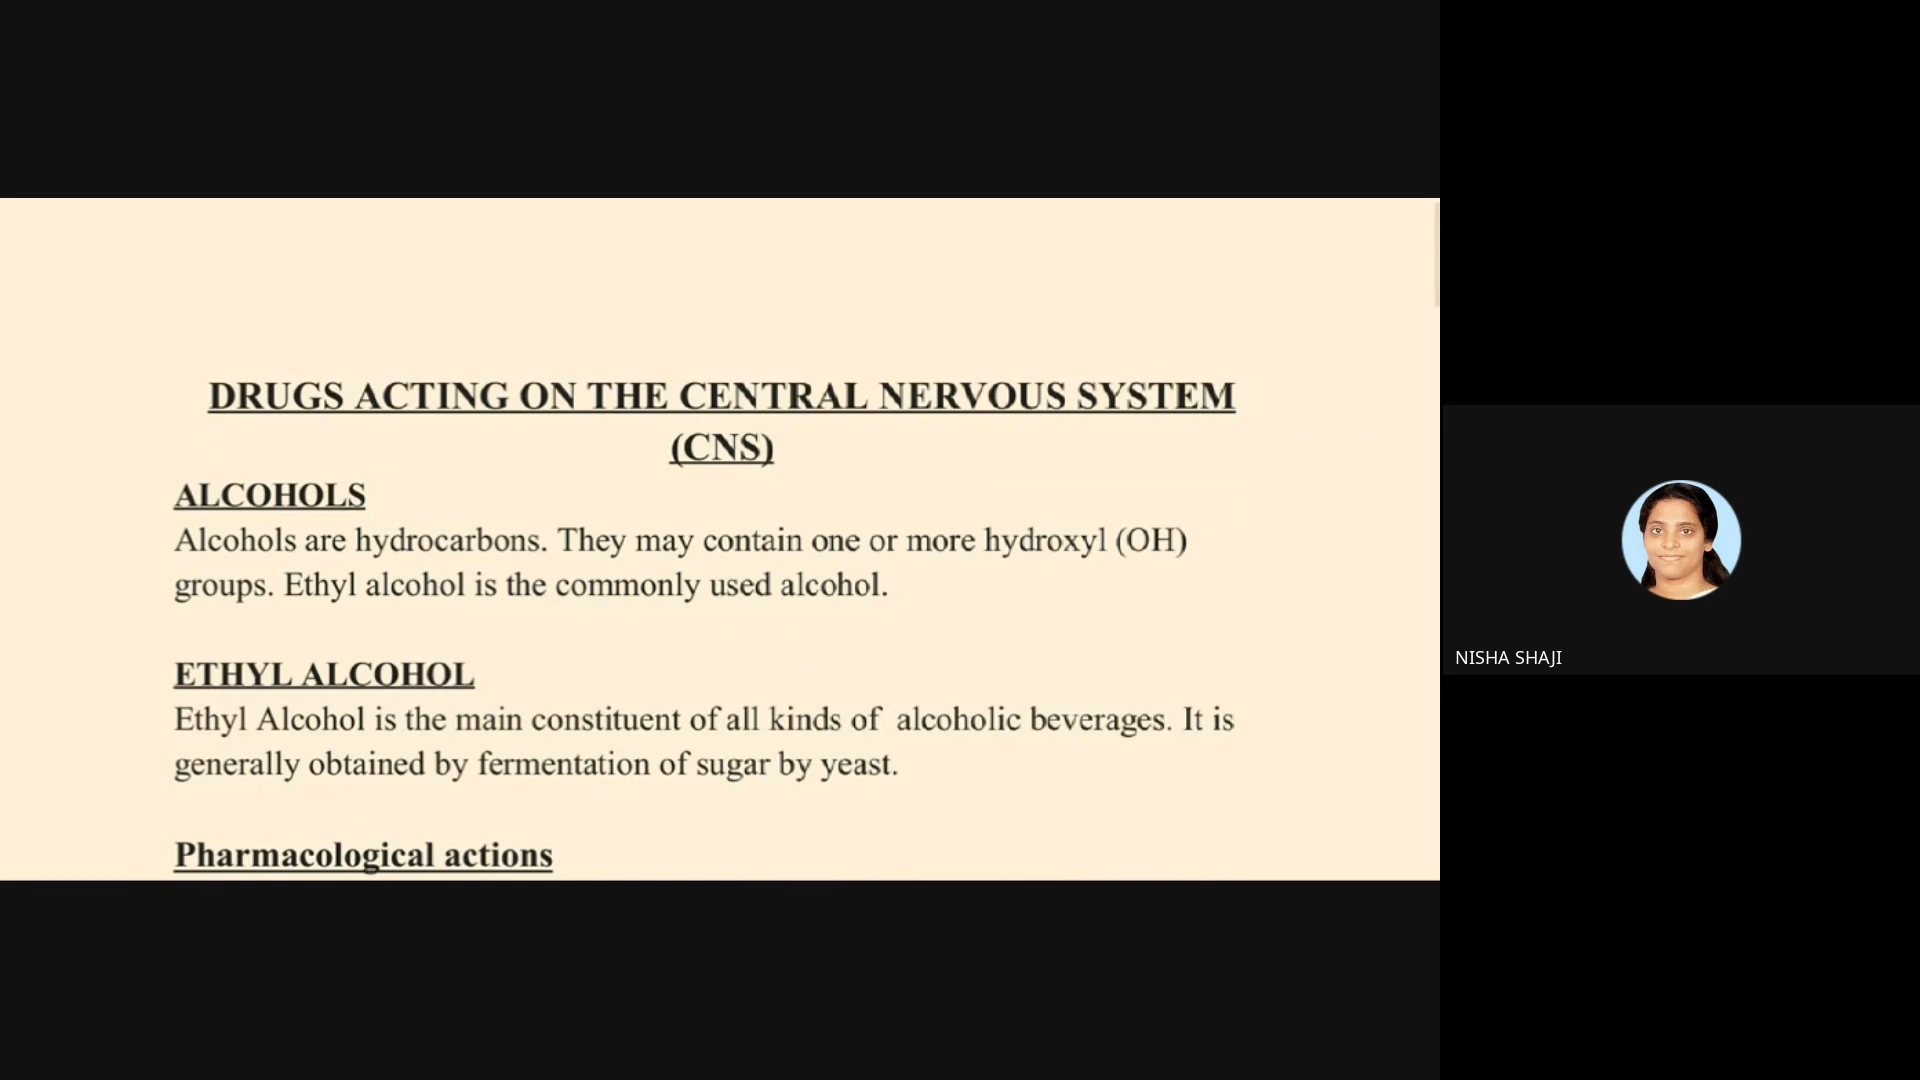 DRUGS ACTING ON THE CENTRAL NERVOUS SYSTEM
(CNS)
ALCOHOLS
Alcohols are hydrocarbons. They may contain one or more hydroxyl (OH)
groups. Ethyl alcohol is the commonly used alcohol.
ETHYL ALCOHOL
Ethyl Alcohol is the main constituent of all kinds of alcoholic beverages. It is
generally obtained by fermentation of sugar by yeast.
Pharmacological actions
NISHA SHAJI